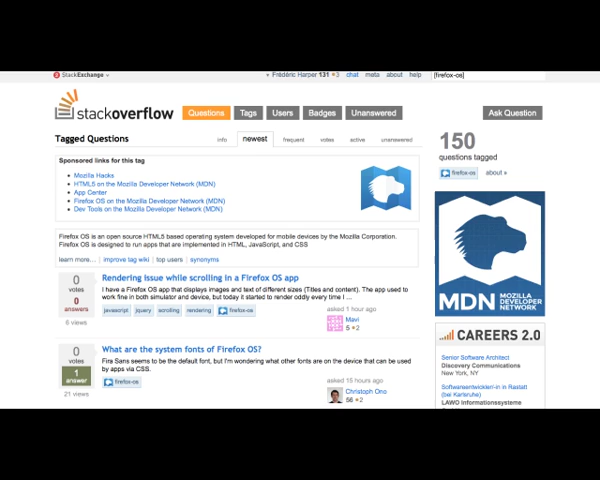 StackExchange
Frédéric Harper 131 3 chat meta about help [firefox-os]
stackoverflow
Questions Tags Users Badges Unanswered Ask Question
Tagged Questions info newest frequent votes active unanswered
150
questions tagged
firefox-os about »
Sponsored links for this tag
Mozilla Hacks
HTML5 on the Mozilla Developer Network (MDN)
App Center
Firefox OS on the Mozilla Developer Network (MDN)
Dev Tools on the Mozilla Developer Network (MDN)
Firefox OS is an open source HTML5 based operating system developed for mobile devices by the Mozilla Corporation.
Firefox OS is designed to run apps that are implemented in HTML, JavaScript, and CSS
learn more... | improve tag wiki | top users | synonyms
0
votes
0
answers
6 views
Rendering issue while scrolling in a Firefox OS app
I have a Firefox OS app that displays images and text of different sizes (Titles and content). The app used to
work fine in both simulator and device, but today it started to render oddly every time I ...
javascript jquery scrolling rendering firefox-os
asked 1 hour ago
Mavi
5 2
0
votes
1
answer
21 views
What are the system fonts of Firefox OS?
Fira Sans seems to be the default font, but I'm wondering what other fonts are on the device that can be used
by apps via CSS.
firefox-os
asked 15 hours ago
Christoph Ono
56 2
MDN MOZILLA
DEVELOPER
NETWORK
CAREERS 2.0
Senior Software Architect
Discovery Communications
New York, NY
Softwareentwickler/-in in Rastatt
(bei Karlsruhe)
LAWO Informationssysteme